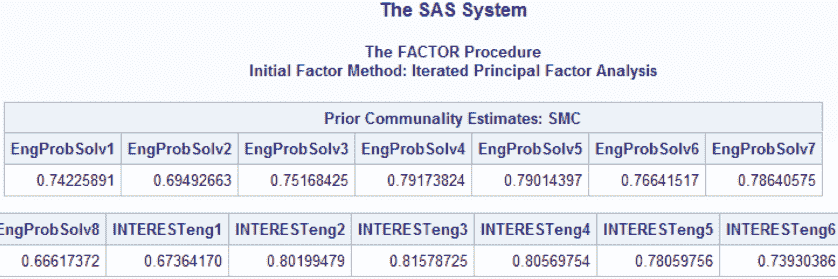 The SAS System
The FACTOR Procedure
Initial Factor Method: Iterated Principal Factor Analysis
Prior Communality Estimates: SMC
EngProbSolv1 EngProbSolv2 EngProbSolv3 EngProbSolv4 EngProbSolv5 EngProbSolv6 EngProbSolv7
0.74225891 0.69492663 0.75168425 0.79173824 0.79014397 0.76641517 0.78640575
EngProbSolv8 INTERESTeng1 INTERESTeng2 INTERESTeng3 INTERESTeng4 INTERESTeng5 INTERESTeng6
0.66617372 0.67364170 0.80199479 0.81578725 0.80569754 0.78059756 0.73930386